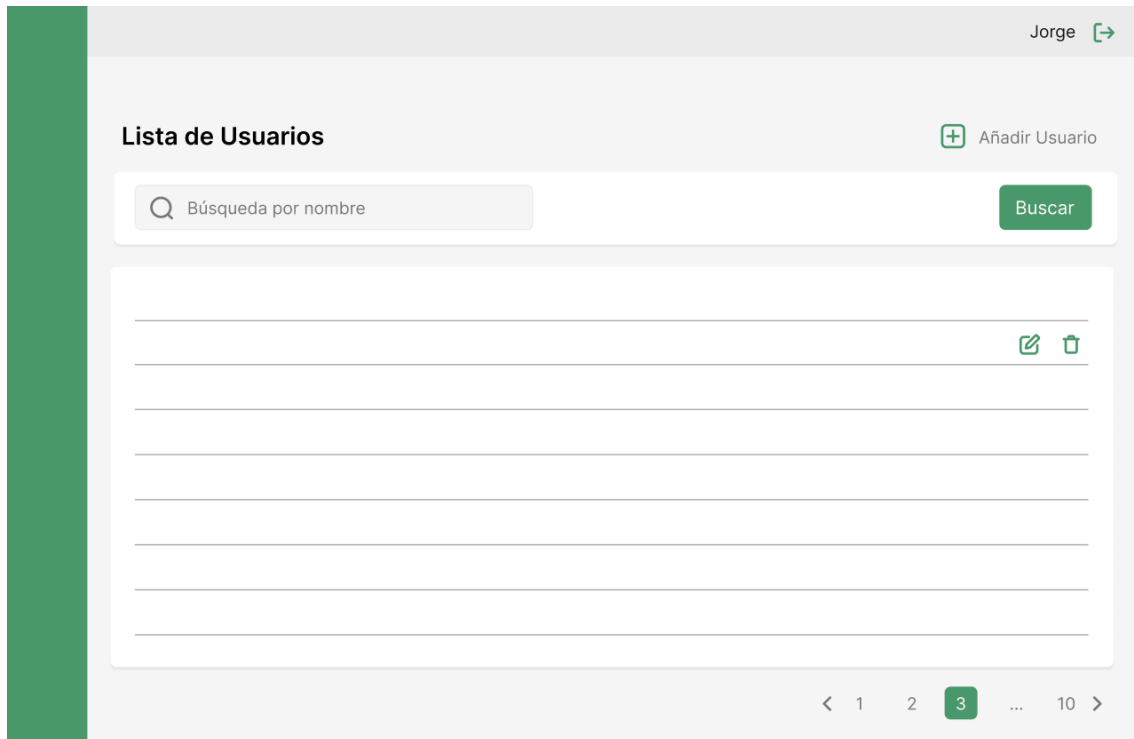 Jorge
Lista de Usuarios
Añadir Usuario
Búsqueda por nombre
Buscar
1 2 3 ... 10